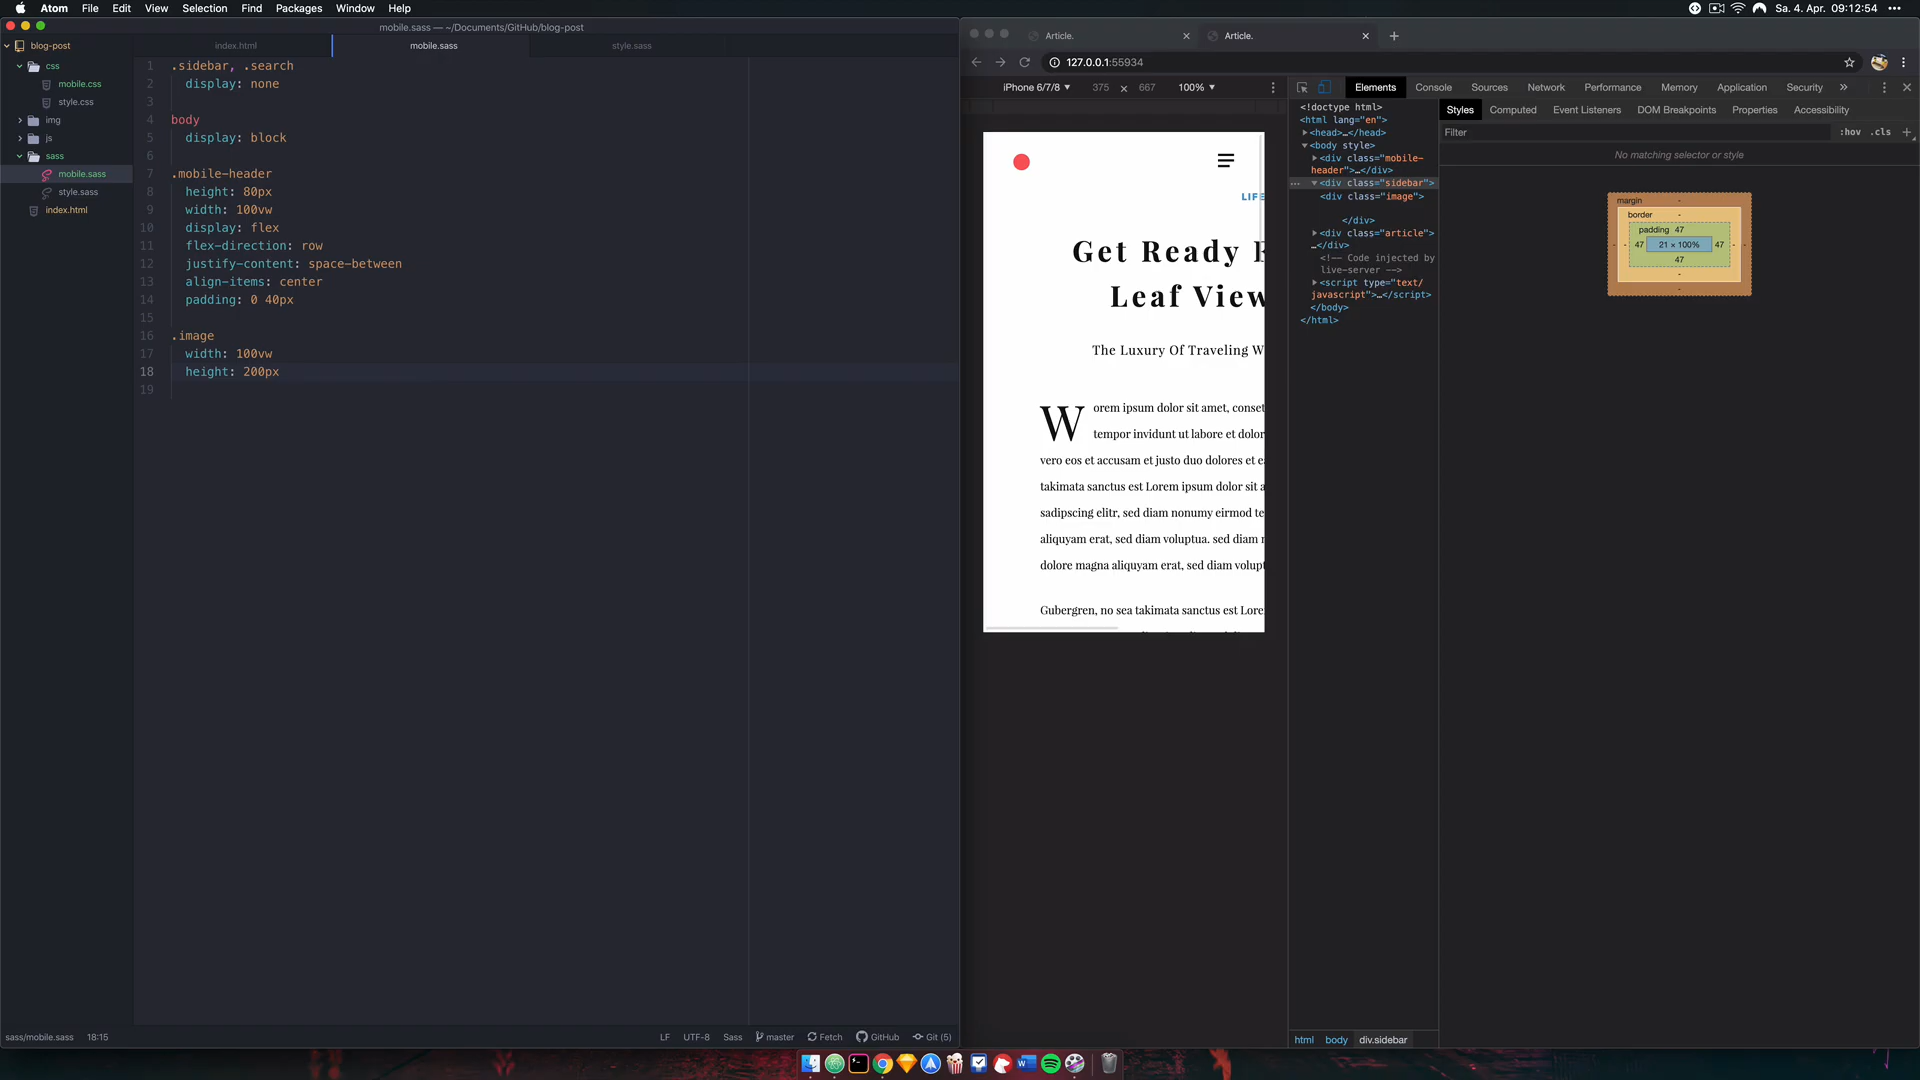 Atom File Edit View Selection Find Packages Window Help
Sa. 4. Apr. 09:12:54
mobile.sass — ~/Documents/GitHub/blog-post
blog-post
css
mobile.css
style.css
img
js
sass
mobile.sass
style.sass
index.html
index.html
mobile.sass
style.sass
1 .sidebar, .search
2 display: none
3
4 body
5 display: block
6
7 .mobile-header
8 height: 80px
9 width: 100vw
10 display: flex
11 flex-direction: row
12 justify-content: space-between
13 align-items: center
14 padding: 0 40px
15
16 .image
17 width: 100vw
18 height: 200px
19
sass/mobile.sass 18:15
LF UTF-8 Sass master Fetch GitHub Git (5)
Article.
Article.
127.0.0.1:55934
iPhone 6/7/8 375 × 667 100%
LIFE
Get Ready
Leaf View
The Luxury Of Traveling W
W
orem ipsum dolor sit amet, conset
tempor invidunt ut labore et dolor
vero eos et accusam et justo duo dolores et ea
takimata sanctus est Lorem ipsum dolor sit a
sadipscing elitr, sed diam nonumy eirmod te
aliquyam erat, sed diam voluptua. sed diam
dolore magna aliquyam erat, sed diam volupt
Gubergren, no sea takimata sanctus est Lore
Elements Console Sources Network Performance Memory Application Security »
<!doctype html>
<html lang="en">
<head>…</head>
<body style>
<div class="mobile-
header">…</div>
<div class="sidebar">
<div class="image">
</div>
<div class="article">
…</div>
<!-- Code injected by
live-server -->
<script type="text/
javascript">…</script>
</body>
</html>
html body div.sidebar
Styles Computed Event Listeners DOM Breakpoints Properties Accessibility
Filter
:hov .cls +
No matching selector or style
margin -
border -
padding 47
- - 47 21 × 100% 47 - -
47
-
-